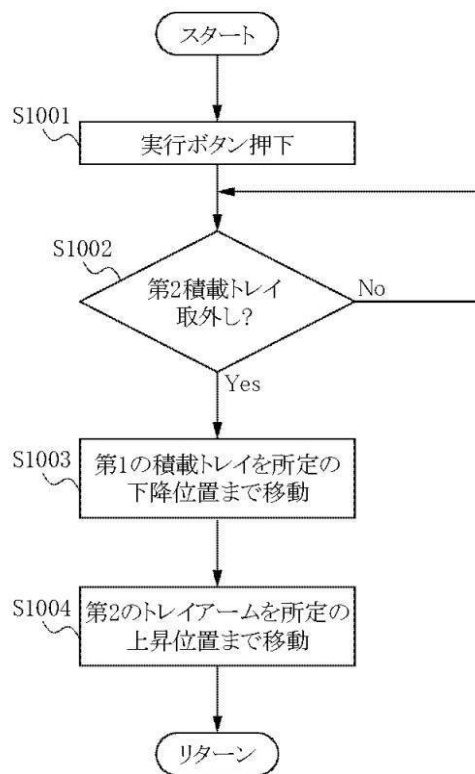 スタート
S1001
実行ボタン押下
S1002
第2積載トレイ
取外し?
No
Yes
S1003
第1の積載トレイを所定の
下降位置まで移動
S1004
第2のトレイアームを所定の
上昇位置まで移動
リターン